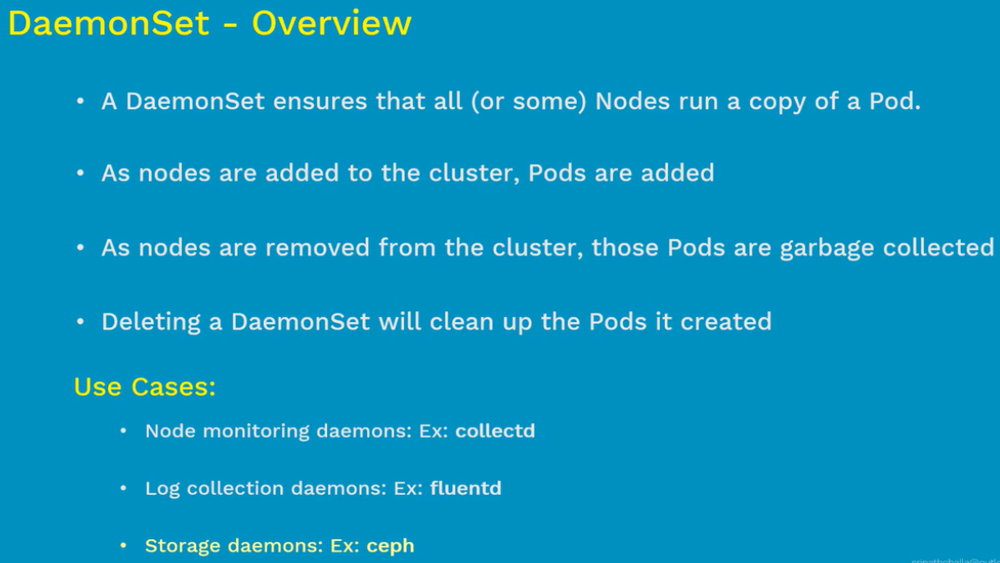 DaemonSet - Overview
• A DaemonSet ensures that all (or some) Nodes run a copy of a Pod.
• As nodes are added to the cluster, Pods are added
• As nodes are removed from the cluster, those Pods are garbage collected
• Deleting a DaemonSet will clean up the Pods it created
Use Cases:
• Node monitoring daemons: Ex: collectd
• Log collection daemons: Ex: fluentd
• Storage daemons: Ex: ceph